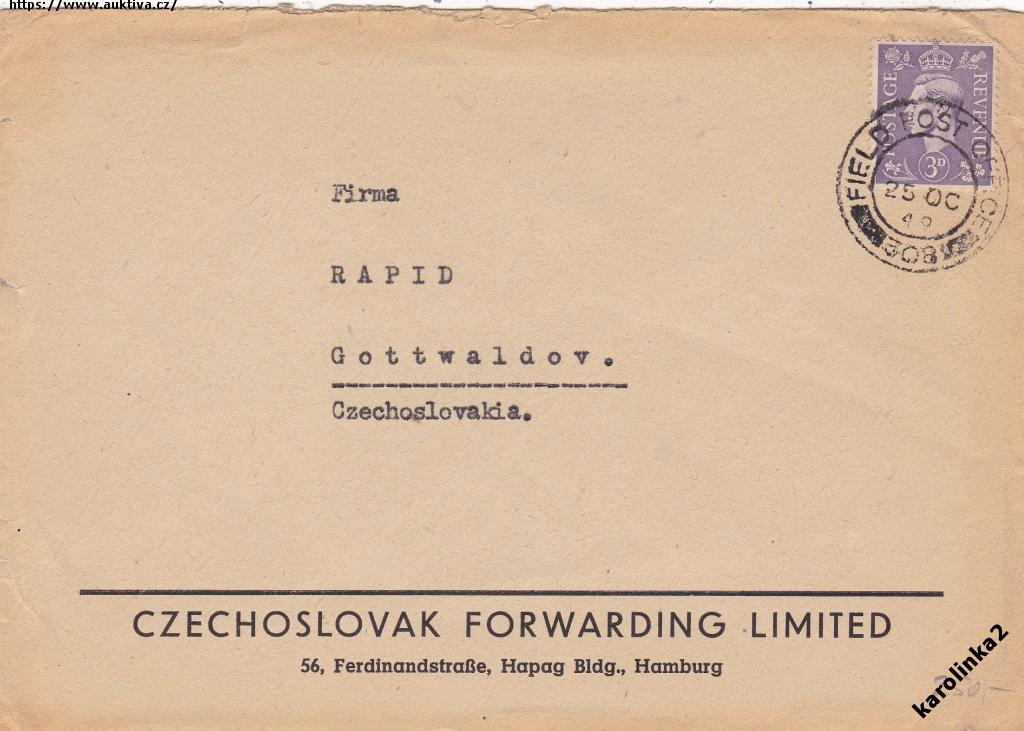 https://www.auktiva.cz/
POSTAGE REVENUE
3D
FIELD POST OFFICE
25 OC
49
Firma
RAPID
Gottwaldov.
Czechoslovakia.
CZECHOSLOVAK FORWARDING LIMITED
56, Ferdinandstraße, Hapag Bldg., Hamburg
karolinka2